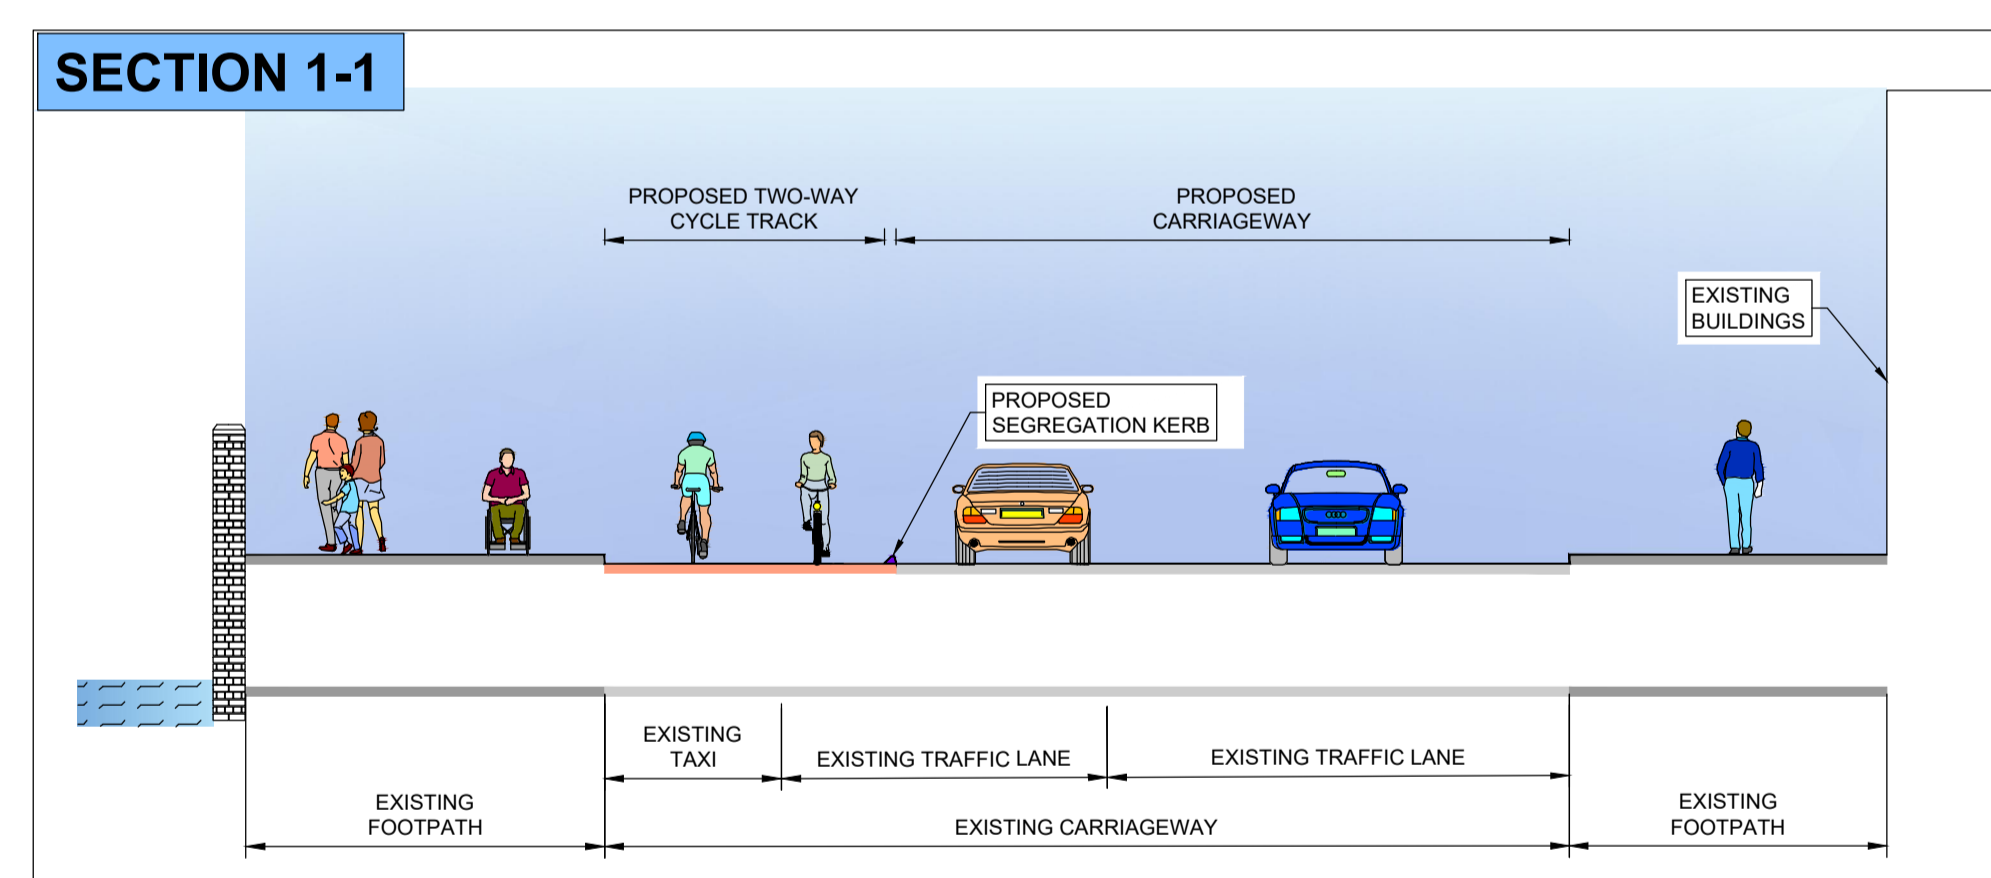 SECTION 1-1
PROPOSED TWO-WAY
CYCLE TRACK
PROPOSED
CARRIAGEWAY
EXISTING
BUILDINGS
PROPOSED
SEGREGATION KERB
EXISTING
TAXI
EXISTING TRAFFIC LANE
EXISTING TRAFFIC LANE
EXISTING
FOOTPATH
EXISTING CARRIAGEWAY
EXISTING
FOOTPATH